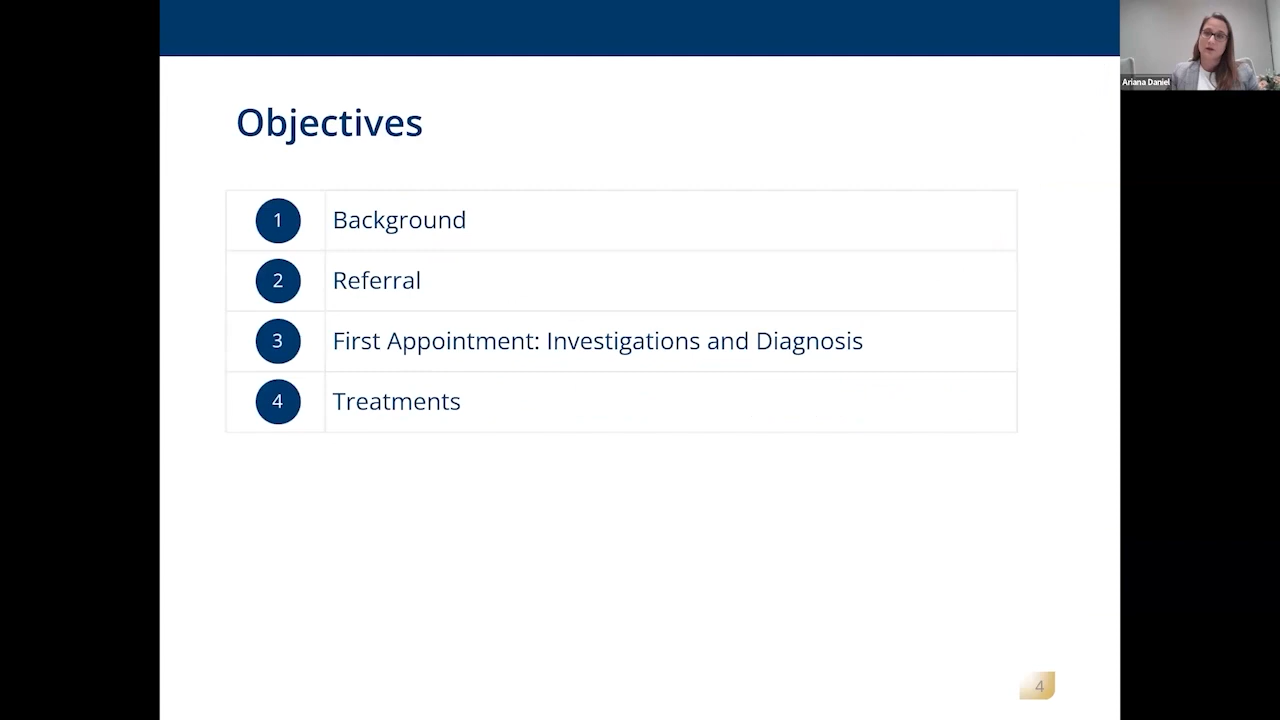 Ariana Daniel
Objectives
1 Background
2 Referral
3 First Appointment: Investigations and Diagnosis
4 Treatments
4